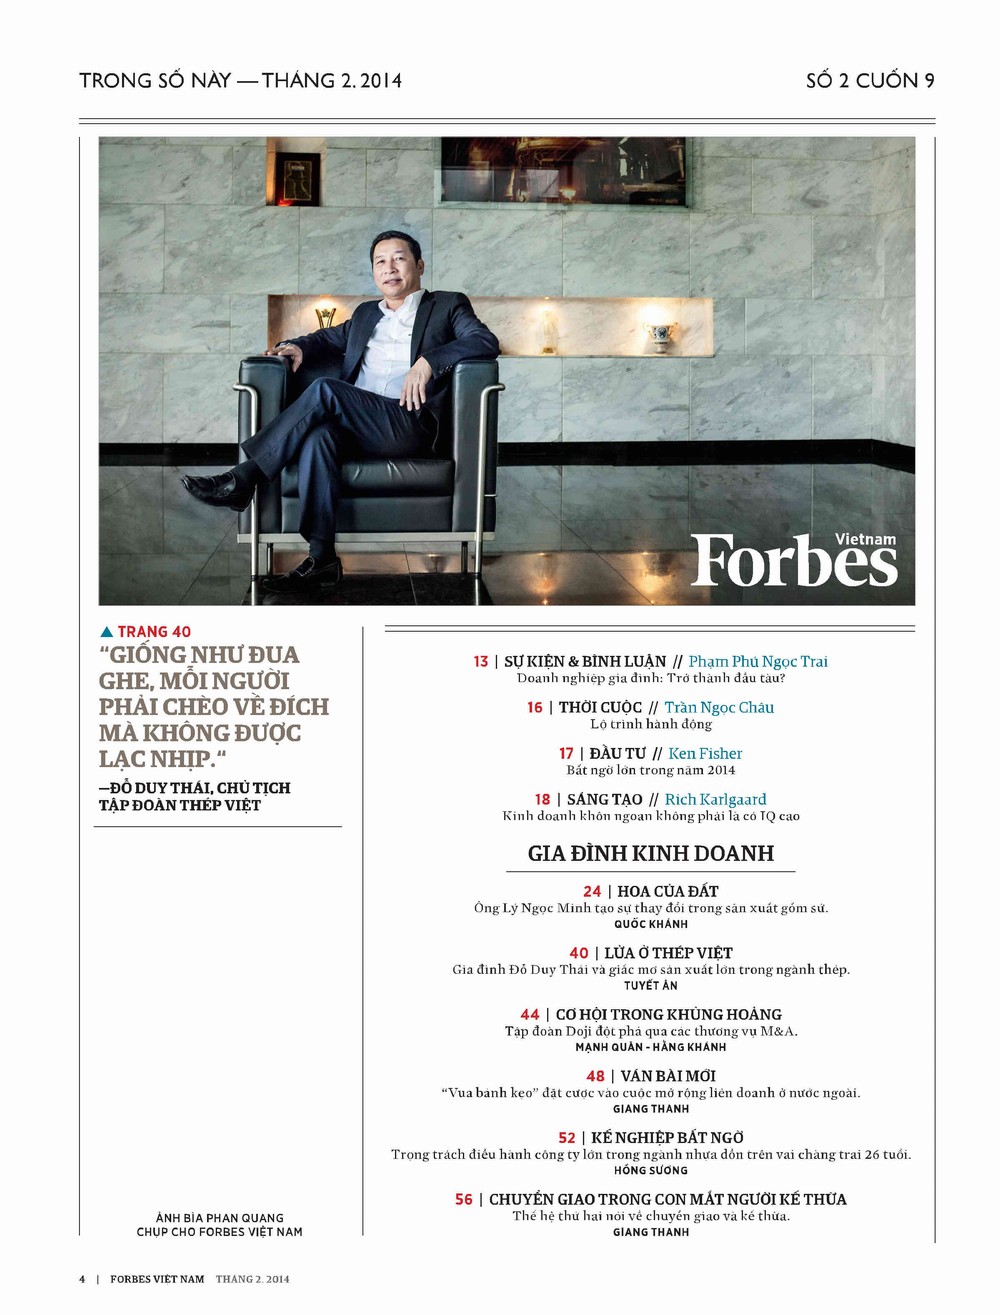 TRONG SỐ NÀY — THÁNG 2. 2014
SỐ 2 CUỐN 9
Vietnam
Forbes
▲ TRANG 40
“GIỐNG NHƯ ĐUA
GHE, MỖI NGƯỜI
PHẢI CHÈO VỀ ĐÍCH
MÀ KHÔNG ĐƯỢC
LẠC NHỊP.“
—ĐỖ DUY THÁI, CHỦ TỊCH
TẬP ĐOÀN THÉP VIỆT
13 | SỰ KIỆN & BÌNH LUẬN // Phạm Phú Ngọc Trai
Doanh nghiệp gia đình: Trở thành đầu tàu?
16 | THỜI CUỘC // Trần Ngọc Châu
Lộ trình hành động
17 | ĐẦU TƯ // Ken Fisher
Bất ngờ lớn trong năm 2014
18 | SÁNG TẠO // Rich Karlgaard
Kinh doanh khôn ngoan không phải là có IQ cao
GIA ĐÌNH KINH DOANH
24 | HOA CỦA ĐẤT
Ông Lý Ngọc Minh tạo sự thay đổi trong sản xuất gốm sứ.
QUỐC KHÁNH
40 | LỬA Ở THÉP VIỆT
Gia đình Đỗ Duy Thái và giấc mơ sản xuất lớn trong ngành thép.
TUYẾT ÂN
44 | CƠ HỘI TRONG KHỦNG HOẢNG
Tập đoàn Doji đột phá qua các thương vụ M&A.
MẠNH QUÂN - HẰNG KHÁNH
48 | VÁN BÀI MỚI
“Vua bánh kẹo” đặt cược vào cuộc mở rộng liên doanh ở nước ngoài.
GIANG THANH
52 | KẾ NGHIỆP BẤT NGỜ
Trọng trách điều hành công ty lớn trong ngành nhựa dồn trên vai chàng trai 26 tuổi.
HỒNG SƯƠNG
56 | CHUYỂN GIAO TRONG CON MẮT NGƯỜI KẾ THỪA
Thế hệ thứ hai nói về chuyển giao và kế thừa.
GIANG THANH
ẢNH BÌA PHAN QUANG
CHỤP CHO FORBES VIỆT NAM
4 | FORBES VIỆT NAM THÁNG 2. 2014